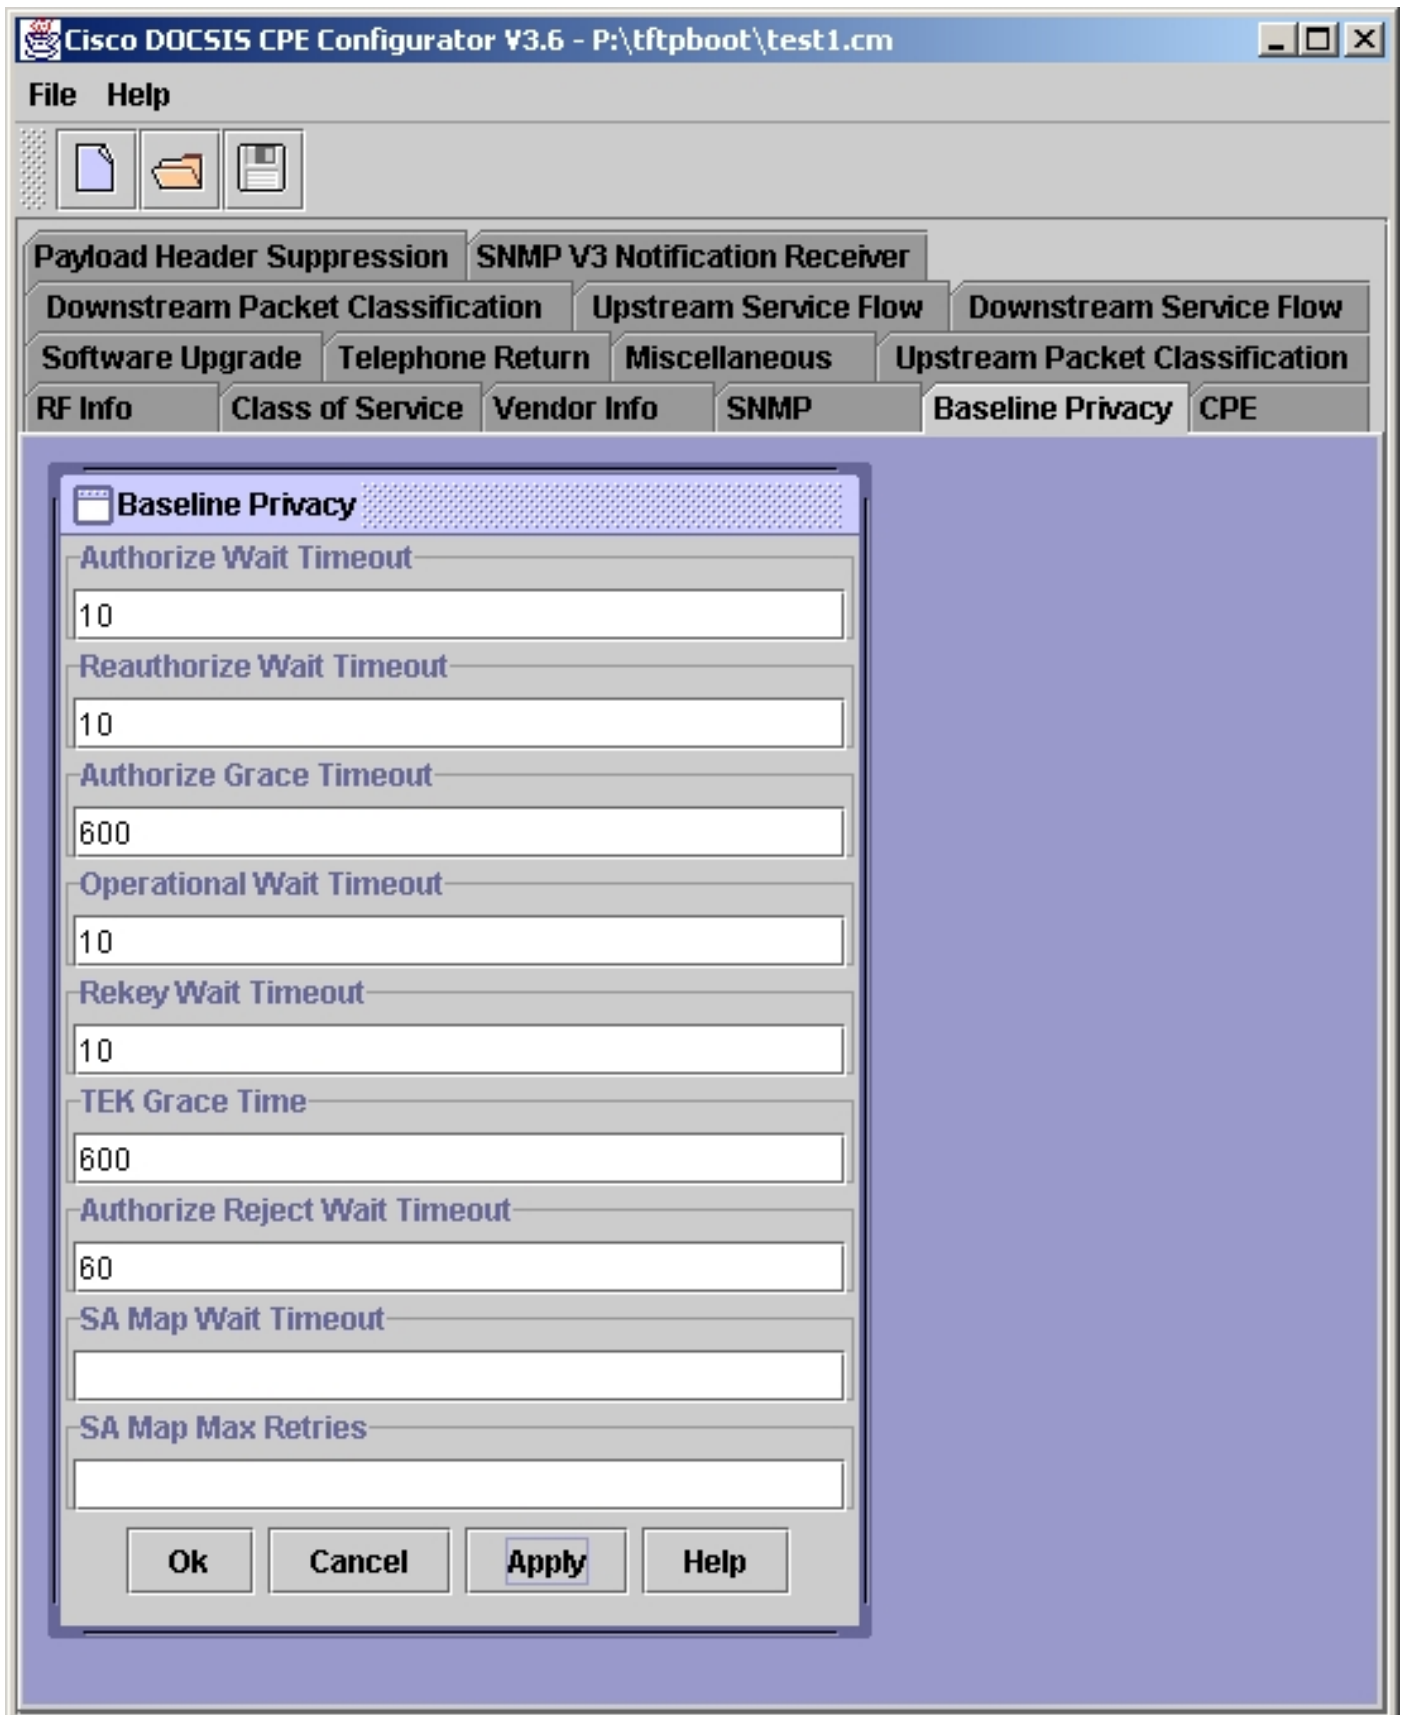 Cisco DOCSIS CPE Configurator V3.6 - P:\tftpboot\test1.cm
File Help
Payload Header Suppression SNMP V3 Notification Receiver
Downstream Packet Classification Upstream Service Flow Downstream Service Flow
Software Upgrade Telephone Return Miscellaneous Upstream Packet Classification
RF Info Class of Service Vendor Info SNMP Baseline Privacy CPE
Baseline Privacy
Authorize Wait Timeout
10
Reauthorize Wait Timeout
10
Authorize Grace Timeout
600
Operational Wait Timeout
10
Rekey Wait Timeout
10
TEK Grace Time
600
Authorize Reject Wait Timeout
60
SA Map Wait Timeout
SA Map Max Retries
Ok Cancel Apply Help